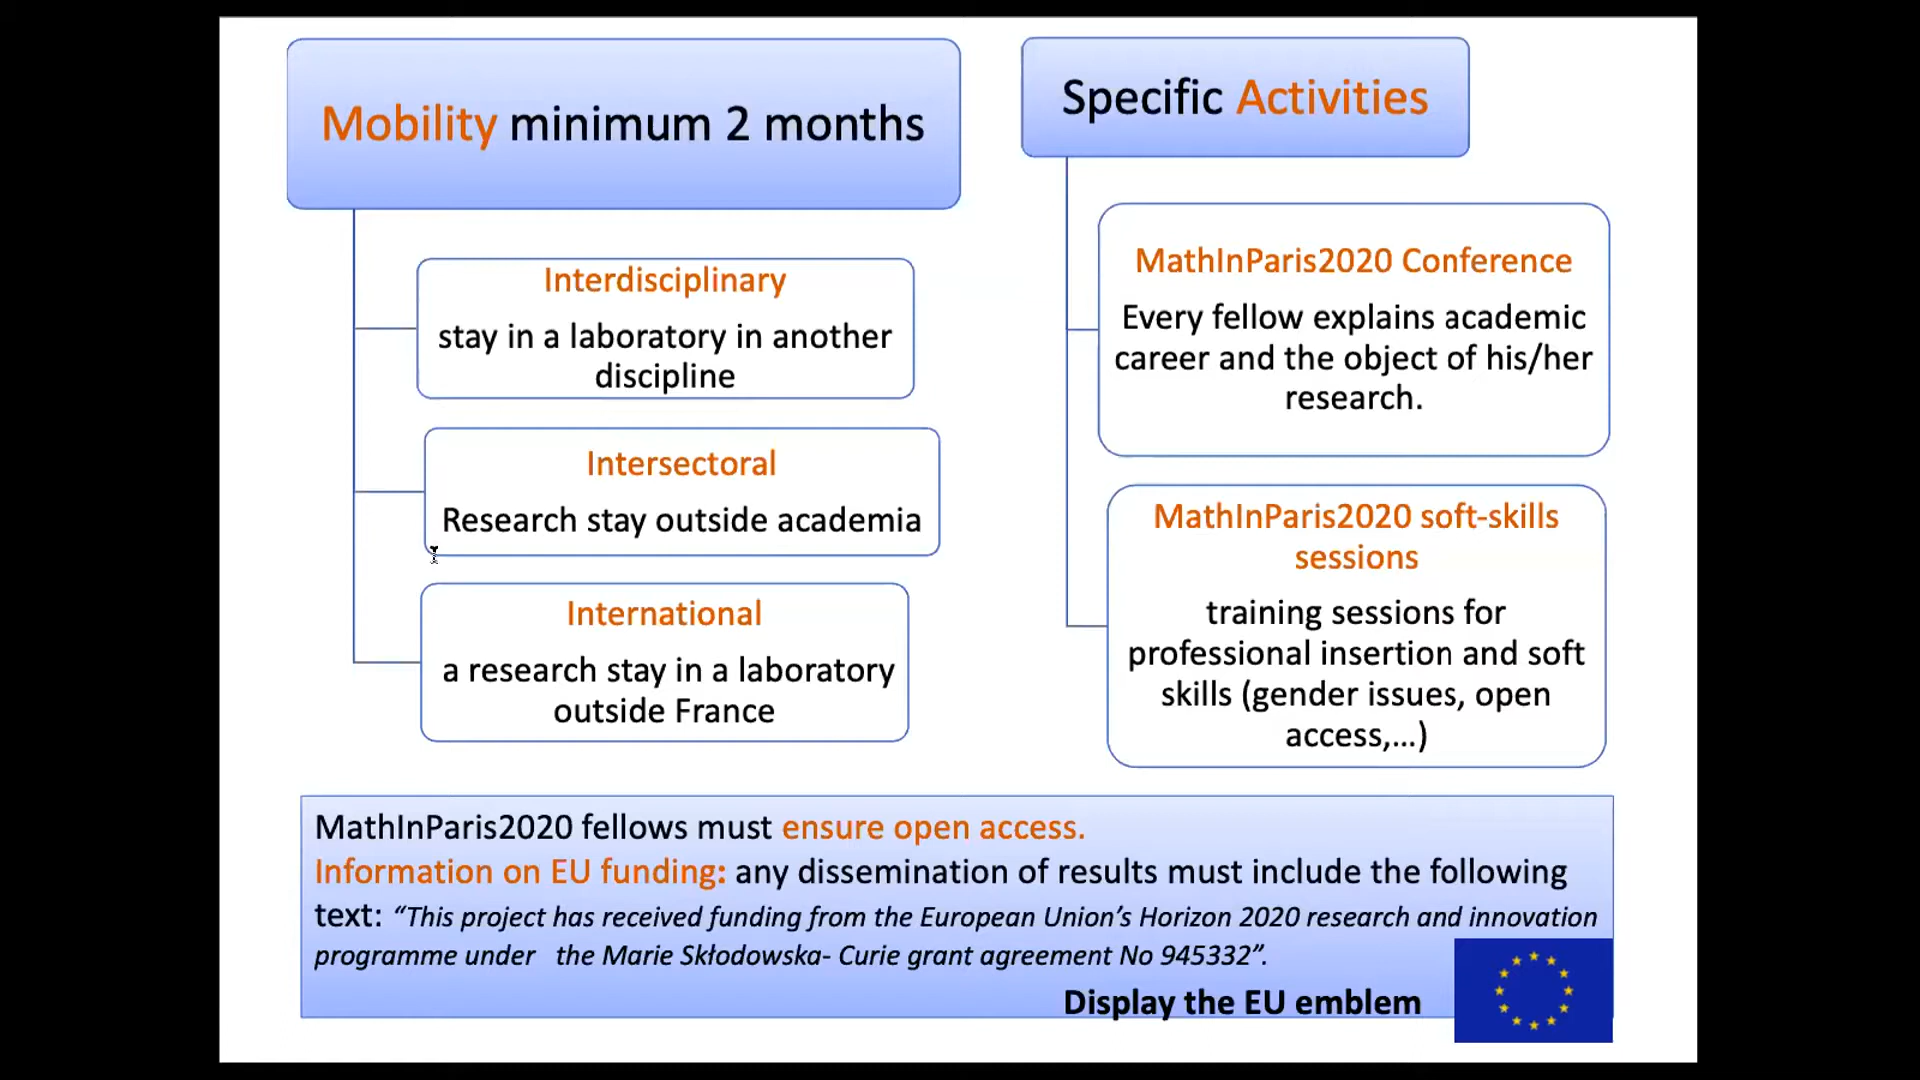 Mobility minimum 2 months
Interdisciplinary
stay in a laboratory in another
discipline
Intersectoral
Research stay outside academia
International
a research stay in a laboratory
outside France
Specific Activities
MathInParis2020 Conference
Every fellow explains academic
career and the object of his/her
research.
MathInParis2020 soft-skills
sessions
training sessions for
professional insertion and soft
skills (gender issues, open
access,...)
MathInParis2020 fellows must ensure open access.
Information on EU funding: any dissemination of results must include the following
text: “This project has received funding from the European Union’s Horizon 2020 research and innovation
programme under the Marie Skłodowska- Curie grant agreement No 945332”.
Display the EU emblem